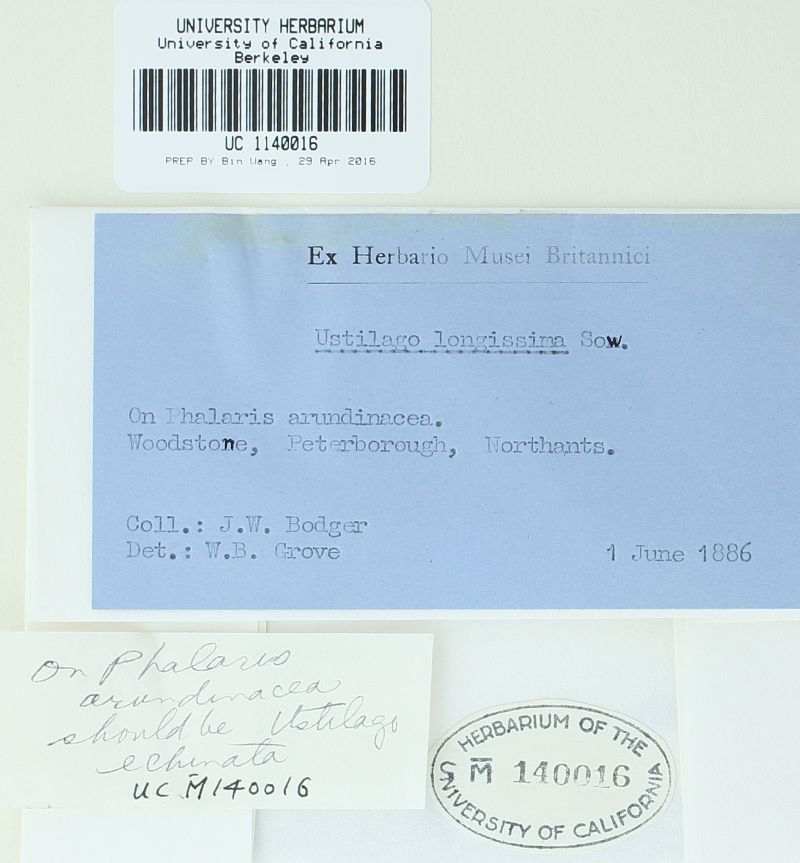 UNIVERSITY HERBARIUM
University of California
Berkeley
UC 1140016
PREP BY Bin Wang . 29 Apr 2016
Ex Herbario Musei Britannici
Ustilago longissima Sow.
On Phalaris arundinacea.
Woodstone, Peterborough, Northants.
Coll.: J.W. Bodger
Det.: W.B. Grove 1 June 1886
On Phalaris
arundinacea
should be Ustilago
echinata
UC M̅140016
HERBARIUM OF THE
M̅ 140016
UNIVERSITY OF CALIFORNIA